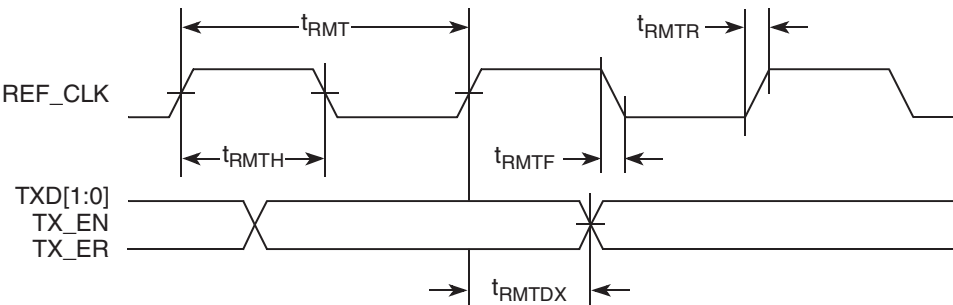 tRMT
tRMTR
REF_CLK
tRMTH
tRMTF
TXD[1:0]
TX_EN
TX_ER
tRMTDX